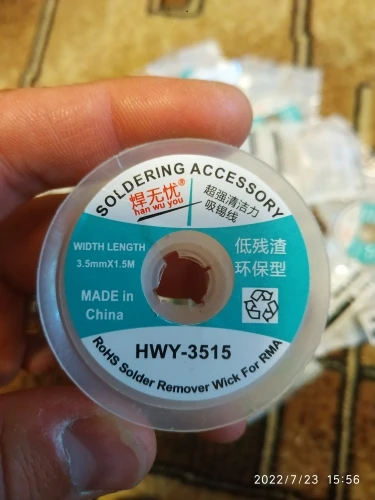 SOLDERING ACCESSORY
焊无忧®
han wu you
超强清洁力
吸锡线
WIDTH LENGTH
3.5mmX1.5M
低残渣
环保型
MADE in
China
HWY-3515
RoHS Solder Remover Wick For RMA
2022/7/23 15:56